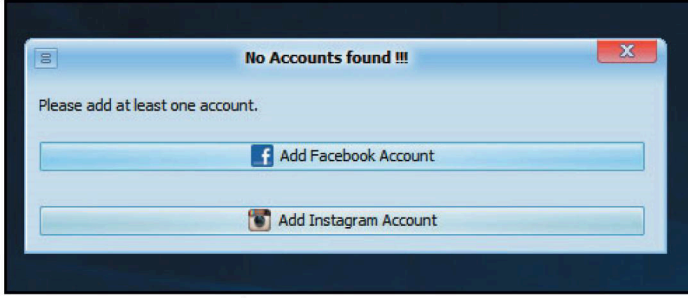 No Accounts found !!!
Please add at least one account.
Add Facebook Account
Add Instagram Account